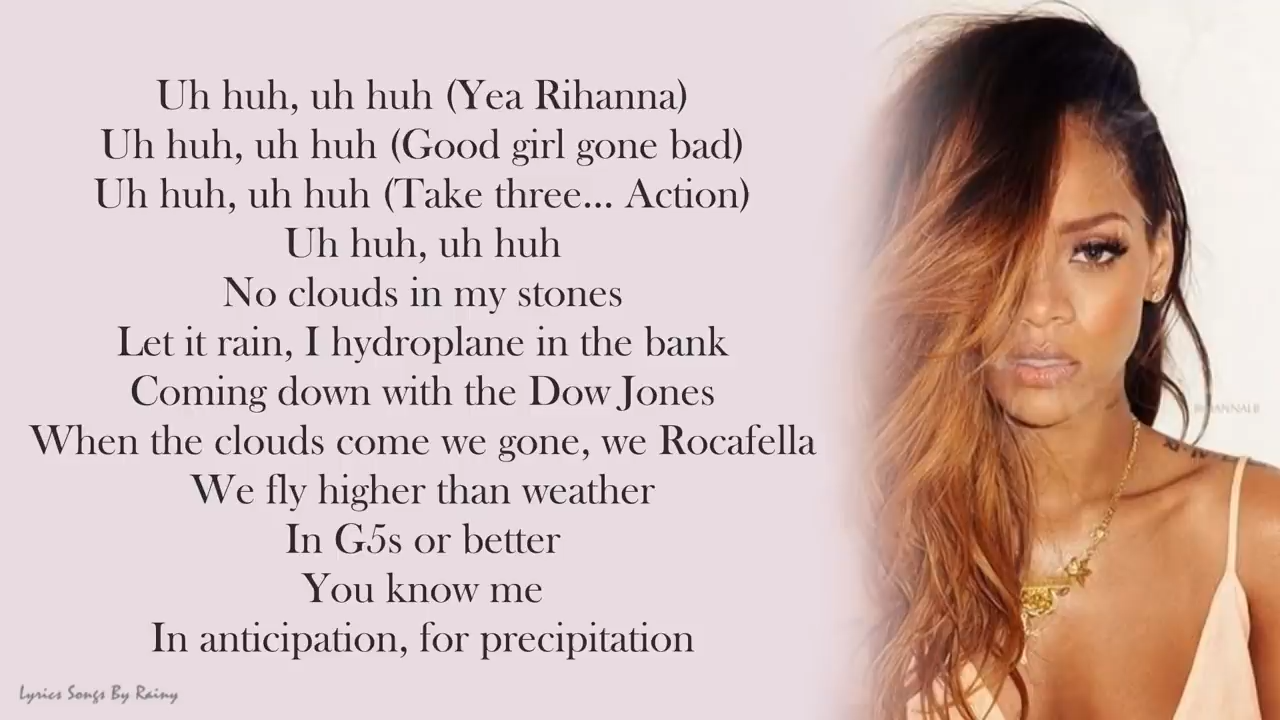 Uh huh, uh huh (Yea Rihanna)
Uh huh, uh huh (Good girl gone bad)
Uh huh, uh huh (Take three... Action)
Uh huh, uh huh
No clouds in my stones
Let it rain, I hydroplane in the bank
Coming down with the Dow Jones
When the clouds come we gone, we Rocafella
We fly higher than weather
In G5s or better
You know me
In anticipation, for precipitation
Lyrics Songs By Rainy